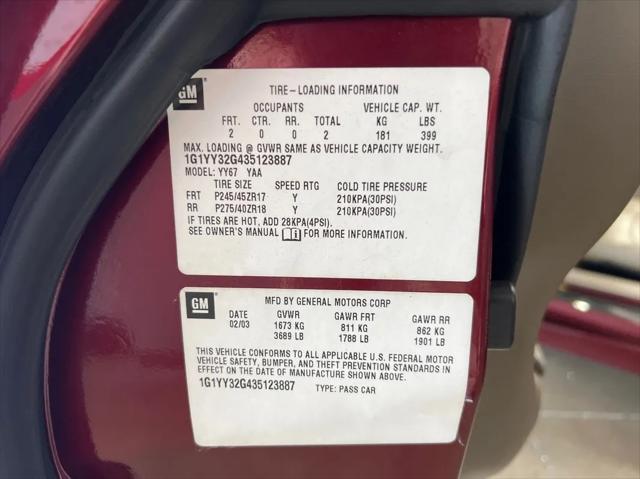 GM TIRE-LOADING INFORMATION
OCCUPANTS VEHICLE CAP. WT.
FRT. CTR. RR. TOTAL KG LBS
2 0 0 2 181 399
MAX. LOADING @ GVWR SAME AS VEHICLE CAPACITY WEIGHT.
1G1YY32G435123887
MODEL: YY67 YAA
TIRE SIZE SPEED RTG COLD TIRE PRESSURE
FRT P245/45ZR17 Y 210KPA(30PSI)
RR P275/40ZR18 Y 210KPA(30PSI)
IF TIRES ARE HOT, ADD 28KPA(4PSI).
SEE OWNER'S MANUAL FOR MORE INFORMATION.
GM MFD BY GENERAL MOTORS CORP
DATE GVWR GAWR FRT GAWR RR
02/03 1673 KG 811 KG 862 KG
3689 LB 1788 LB 1901 LB
THIS VEHICLE CONFORMS TO ALL APPLICABLE U.S. FEDERAL MOTOR
VEHICLE SAFETY, BUMPER, AND THEFT PREVENTION STANDARDS IN
EFFECT ON THE DATE OF MANUFACTURE SHOWN ABOVE.
1G1YY32G435123887 TYPE: PASS CAR